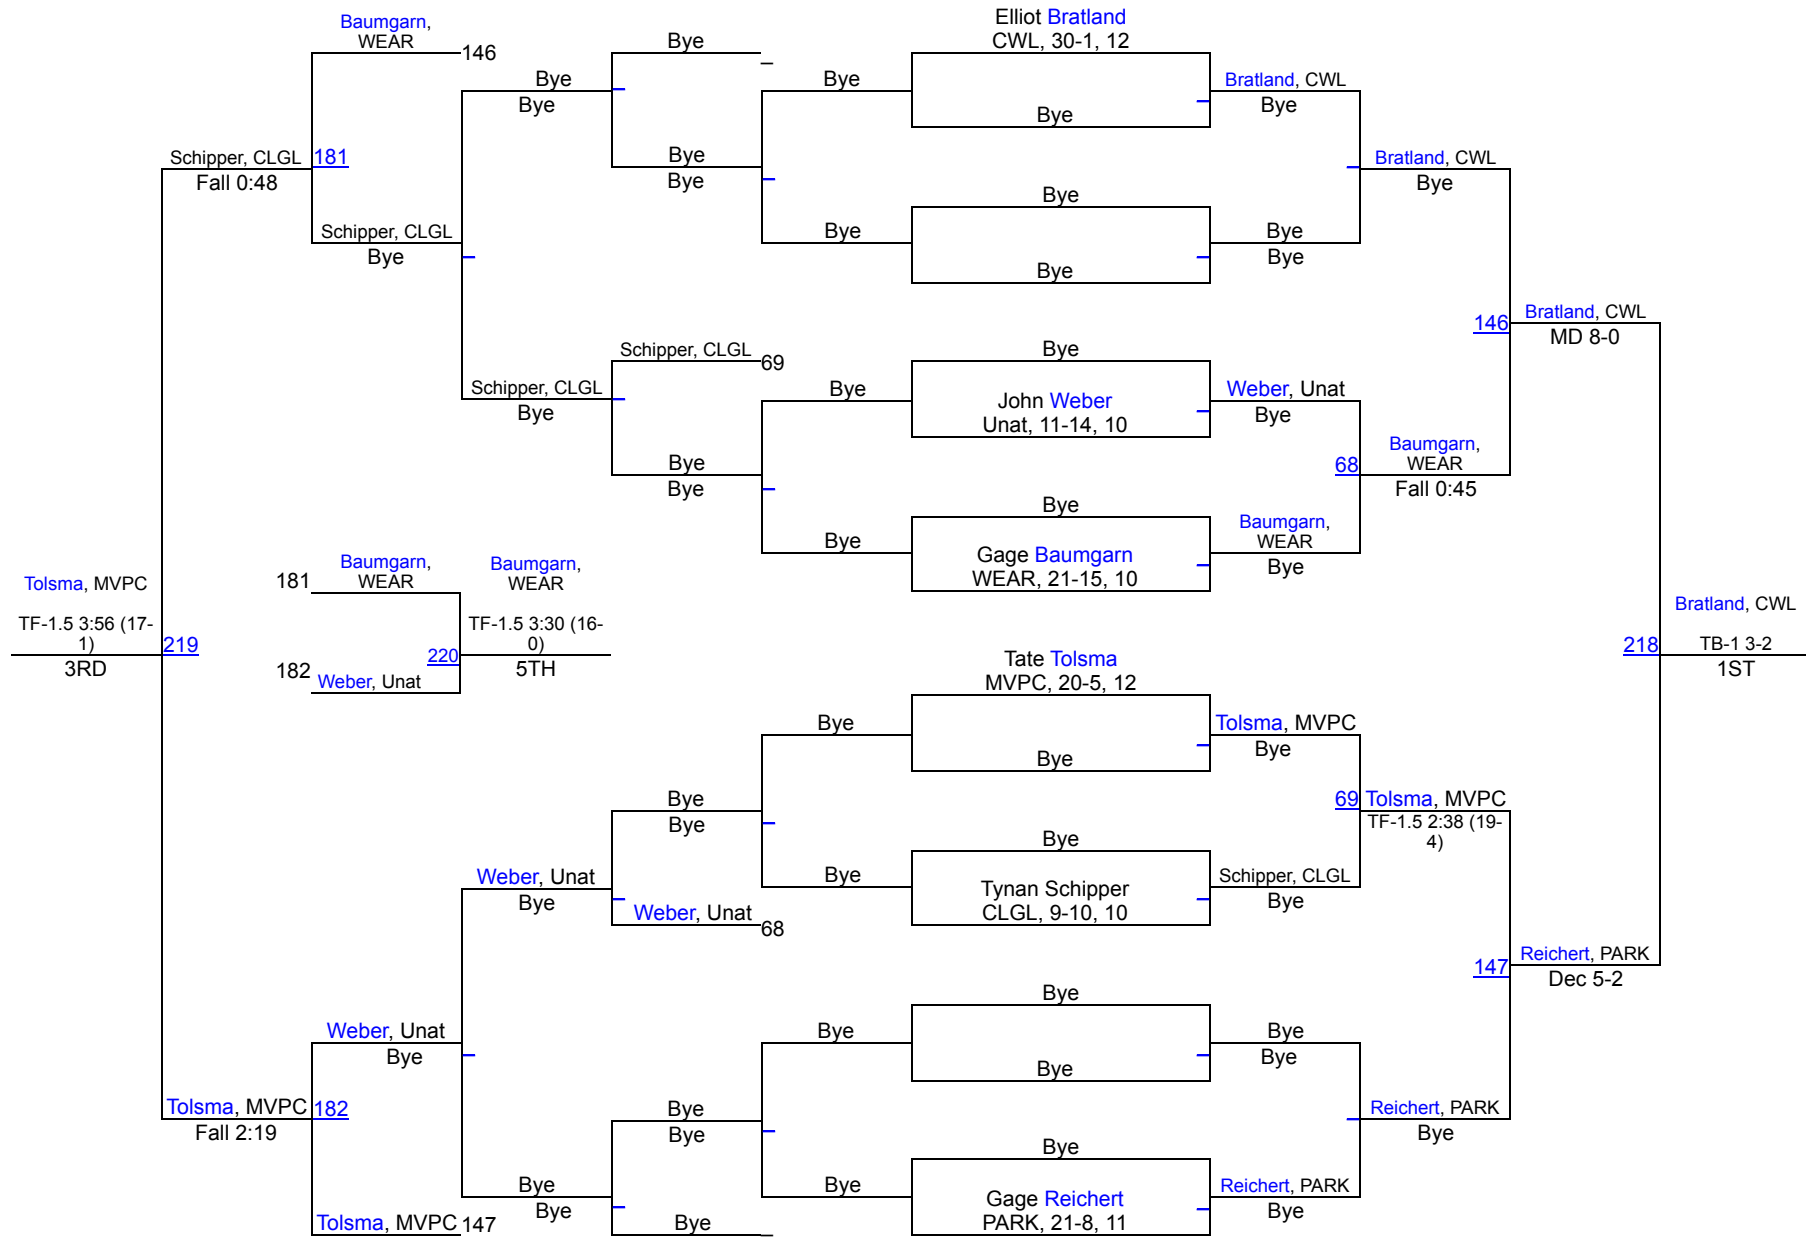 Baumgarn,
WEAR
146
Bye
_
Bye
Bye
Bye
Elliot Bratland
CWL, 30-1, 12
Bye
Bratland, CWL
Bye
Schipper, CLGL
181
Fall 0:48
Bye
Bye
Bratland, CWL
Bye
Schipper, CLGL
Bye
Bye
Bye
Bye
Bye
Bye
146
Bratland, CWL
MD 8-0
Schipper, CLGL
69
Schipper, CLGL
Bye
Bye
Bye
John Weber
Unat, 11-14, 10
Weber, Unat
Bye
Bye
Bye
68
Baumgarn,
WEAR
Fall 0:45
Bye
Bye
Gage Baumgarn
WEAR, 21-15, 10
Baumgarn,
WEAR
Bye
Tolsma, MVPC
TF-1.5 3:56 (17-
1)
219
3RD
181
Baumgarn,
WEAR
182
Weber, Unat
220
Baumgarn,
WEAR
TF-1.5 3:30 (16-
0)
5TH
218
Bratland, CWL
TB-1 3-2
1ST
Tate Tolsma
MVPC, 20-5, 12
Bye
Bye
Tolsma, MVPC
Bye
Bye
Bye
69
Tolsma, MVPC
TF-1.5 2:38 (19-
4)
Weber, Unat
Bye
Weber, Unat
68
Bye
Bye
Tynan Schipper
CLGL, 9-10, 10
Schipper, CLGL
Bye
147
Reichert, PARK
Dec 5-2
Weber, Unat
Bye
Bye
Bye
Bye
Bye
Bye
Tolsma, MVPC
182
Fall 2:19
Bye
Bye
Reichert, PARK
Bye
Tolsma, MVPC
147
Bye
Bye
Bye
_
Bye
Bye
Gage Reichert
PARK, 21-8, 11
Reichert, PARK
Bye